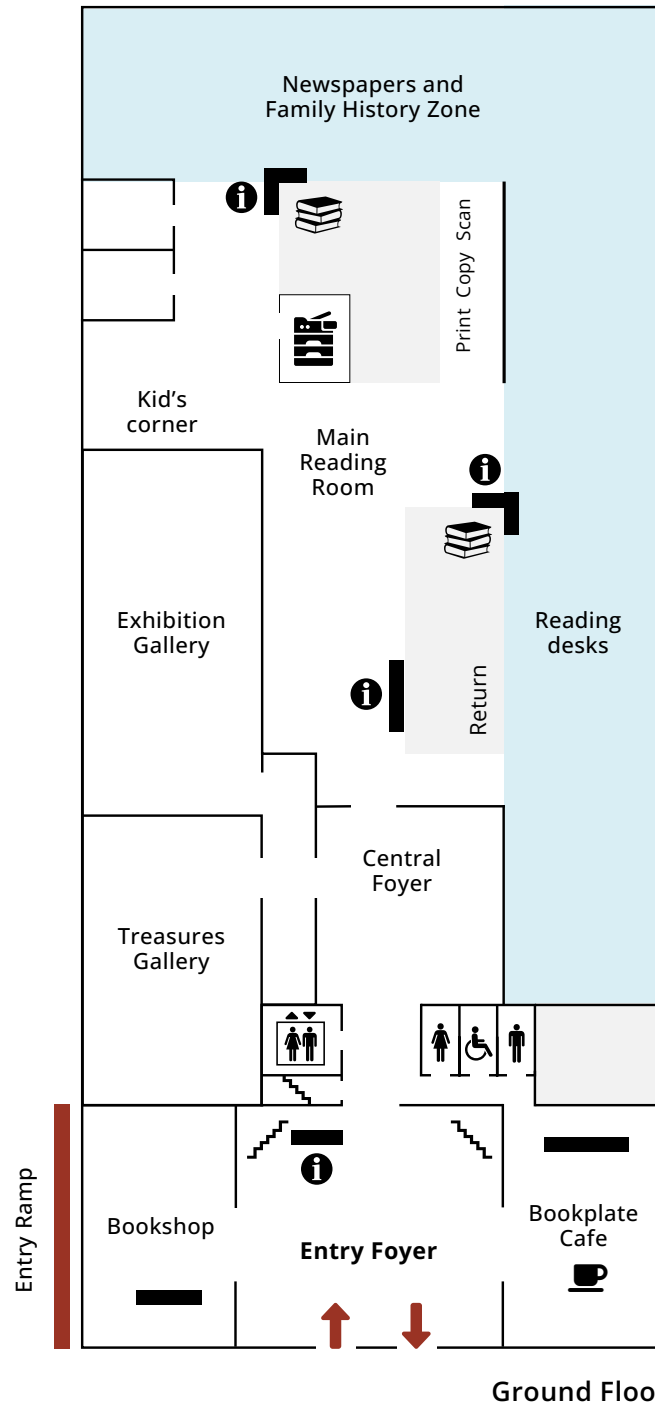 Newspapers and
Family History Zone
Print Copy Scan
Kid's
corner
Main
Reading
Room
Exhibition
Gallery
Reading
desks
Return
Central
Foyer
Treasures
Gallery
Entry Ramp
Bookshop
Bookplate
Cafe
Entry Foyer
Ground Floo